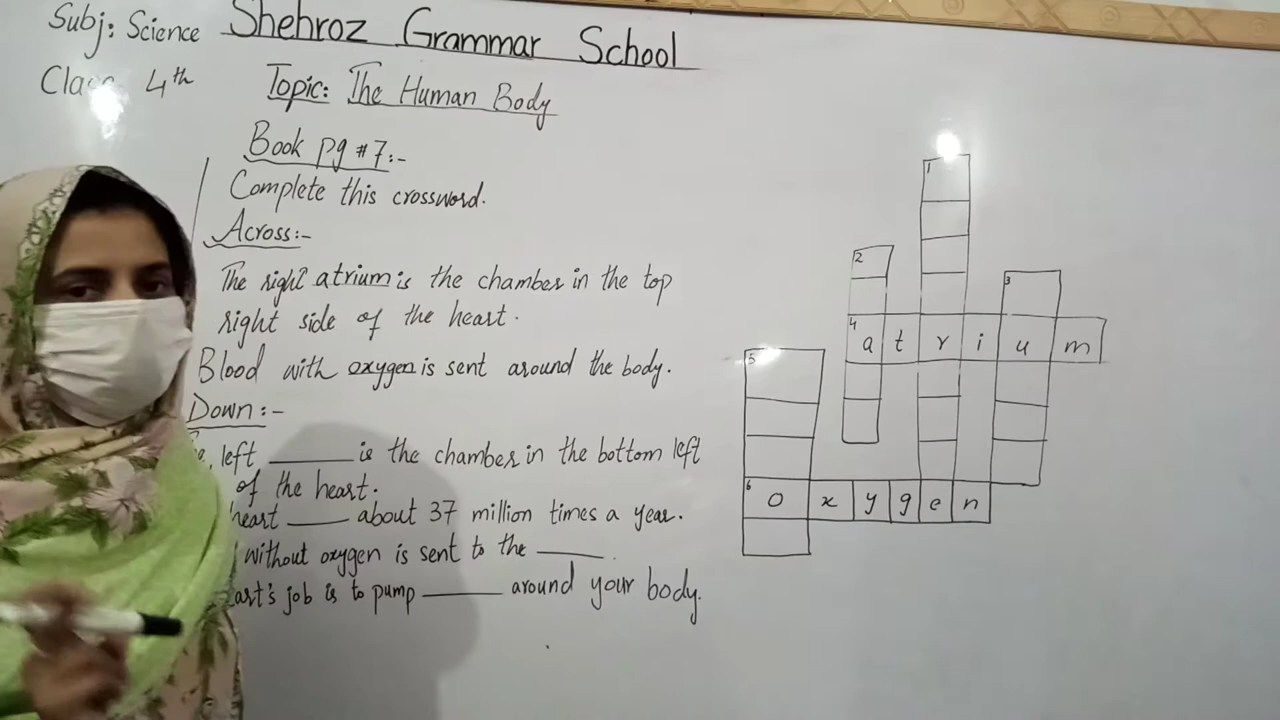 Subj: Science
Shehroz Grammar School
4th
Topic: The Human Body
Book pg #7:-
Complete this crossword.
Across:-
The right atrium is the chamber in the top
right side of the heart.
Blood with oxygen is sent around the body.
Down:-
left ______ is the chamber in the bottom left
of the heart.
heart ____ about 37 million times a year.
without oxygen is sent to the ____.
job is to pump _____ around your body.
1
2
3
4 a t r i u m
5
6 o x y g e n